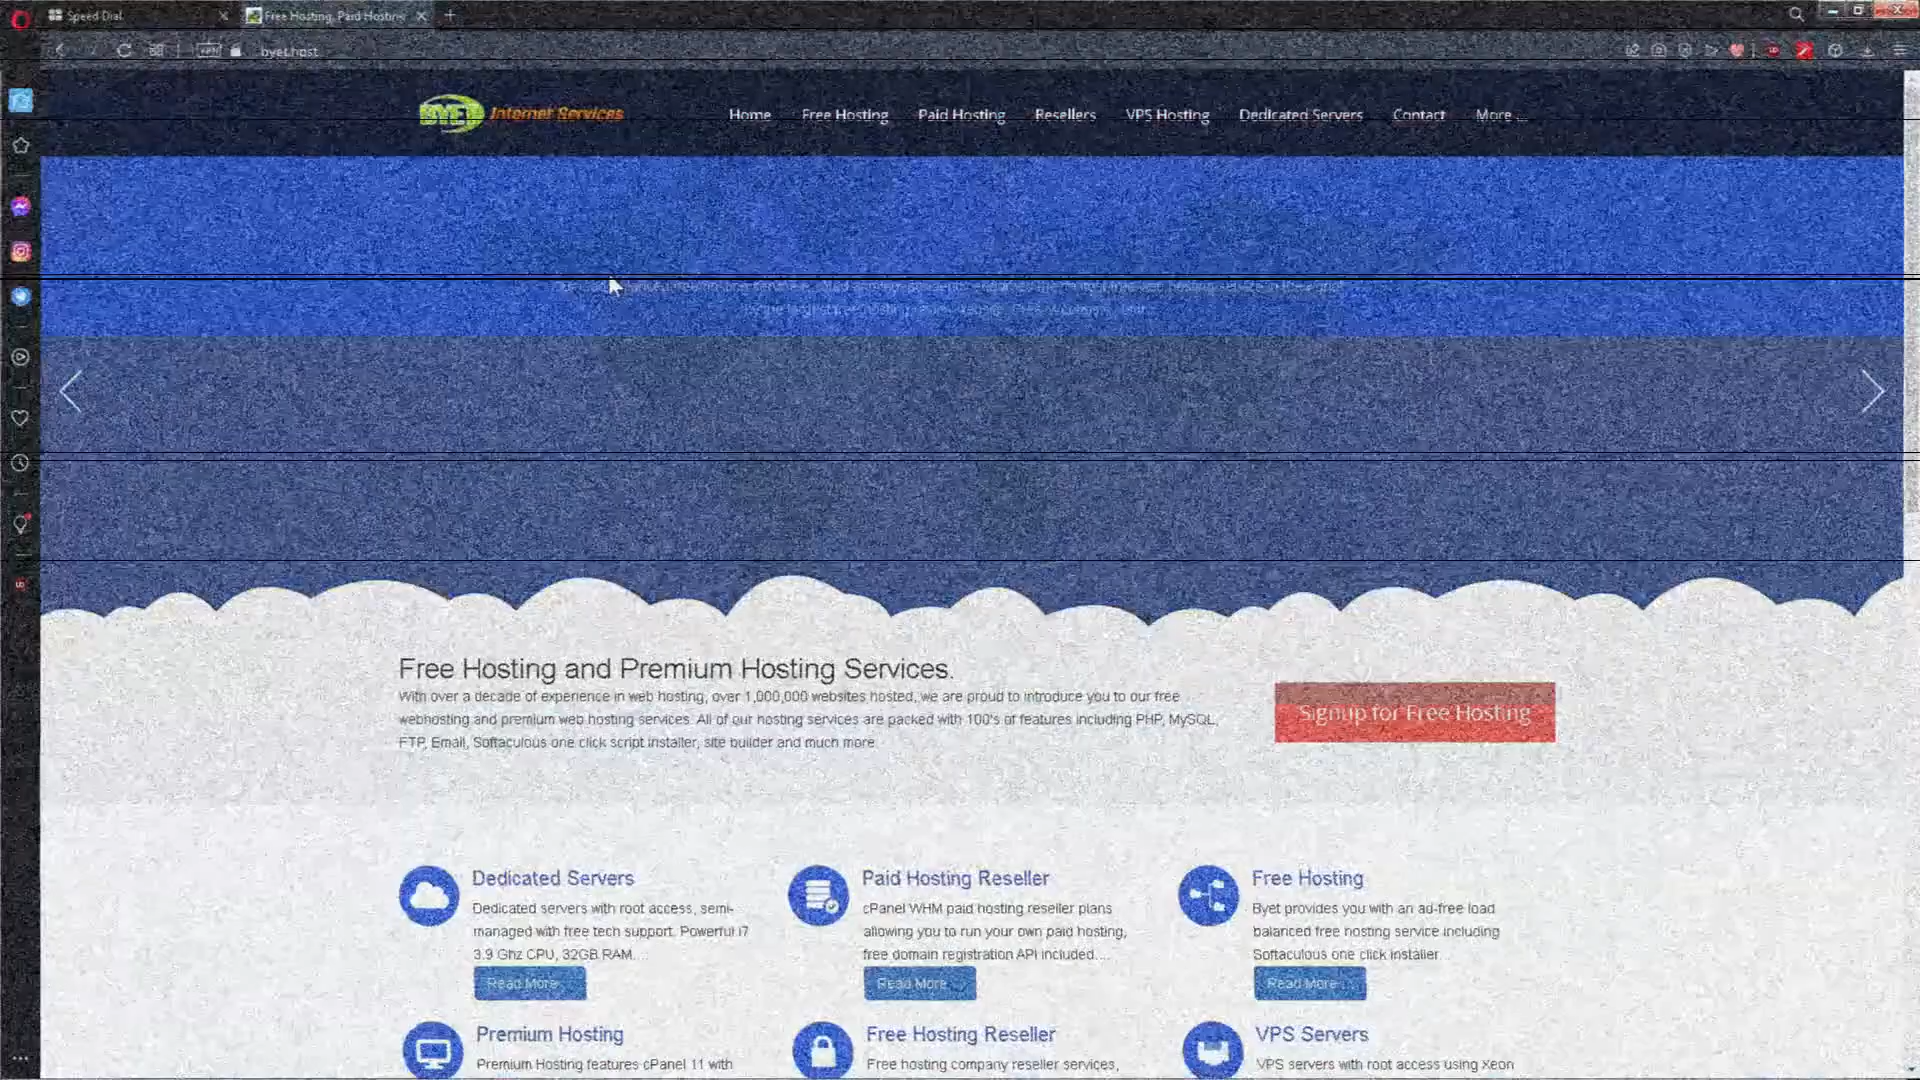 Speed Dial
Free Hosting, Paid Hosting
VPN
byet.host
BYET Internet Services
Home Free Hosting Paid Hosting Resellers VPS Hosting Dedicated Servers Contact More ...
Free Hosting and Premium Hosting Services.
With over a decade of experience in web hosting, over 1,000,000 websites hosted, we are proud to introduce you to our free
webhosting and premium web hosting services. All of our hosting services are packed with 100's of features including PHP, MySQL,
FTP, Email, Softaculous one click script installer, site builder and much more.
Signup for Free Hosting
Dedicated Servers
Dedicated servers with root access, semi-
managed with free tech support. Powerful i7
3.9 Ghz CPU, 32GB RAM....
Read More ...
Paid Hosting Reseller
cPanel WHM paid hosting reseller plans
allowing you to run your own paid hosting,
free domain registration API included....
Read More ...
Free Hosting
Byet provides you with an ad-free load
balanced free hosting service including
Softaculous one click installer...
Read More ...
Premium Hosting
Premium Hosting features cPanel 11 with
Free Hosting Reseller
Free hosting company reseller services,
VPS Servers
VPS servers with root access using Xeon